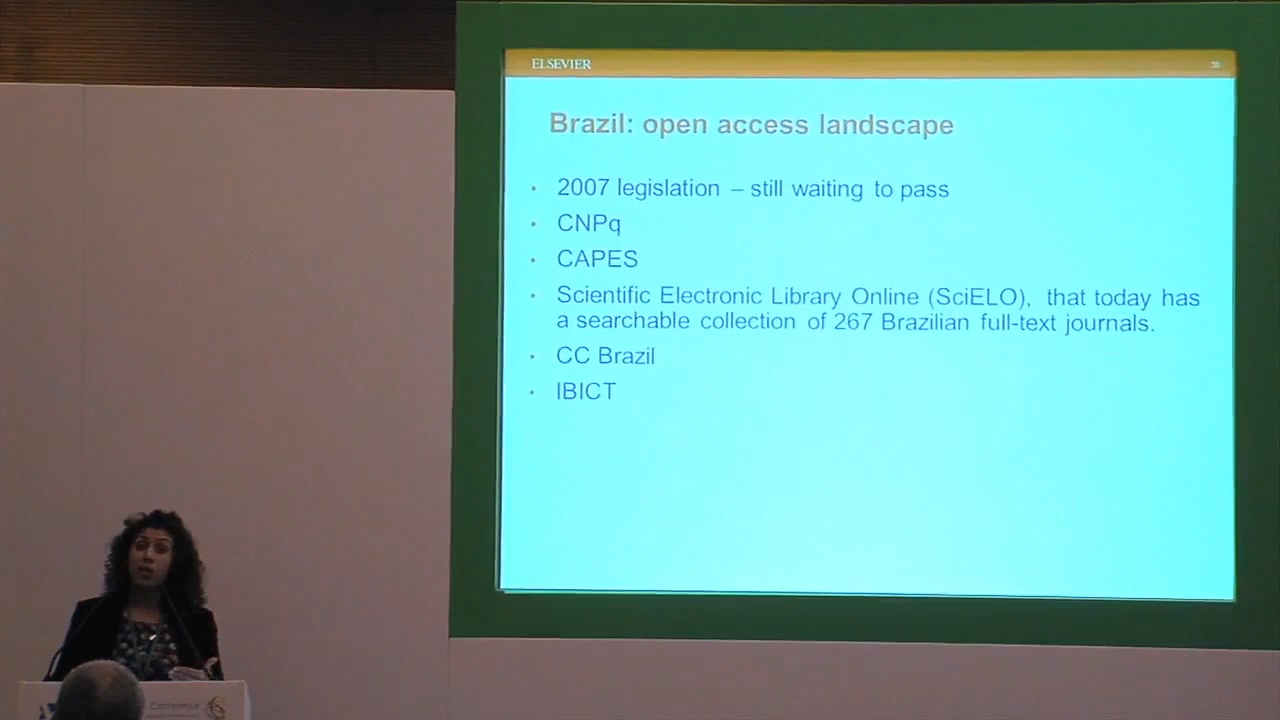 ELSEVIER
Brazil: open access landscape
• 2007 legislation – still waiting to pass
• CNPq
• CAPES
• Scientific Electronic Library Online (SciELO), that today has
a searchable collection of 267 Brazilian full-text journals.
• CC Brazil
• IBICT
Conference